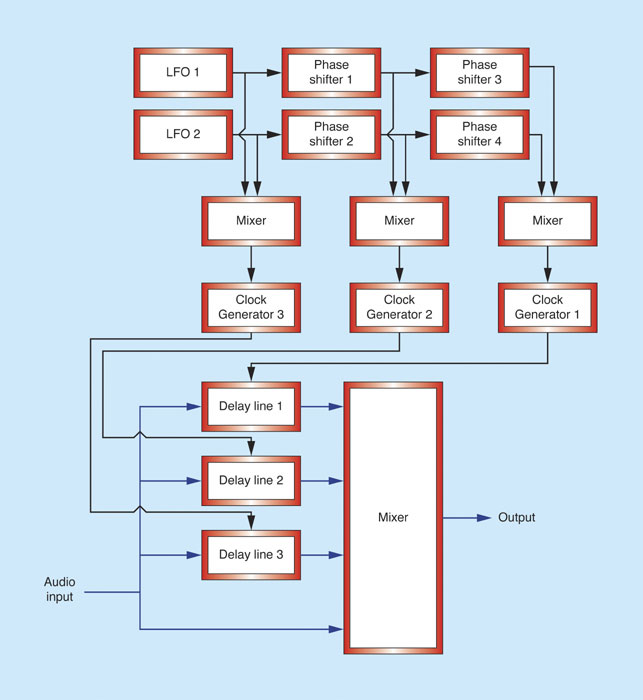 LFO 1
Phase
shifter 1
Phase
shifter 3
LFO 2
Phase
shifter 2
Phase
shifter 4
Mixer
Mixer
Mixer
Clock
Generator 3
Clock
Generator 2
Clock
Generator 1
Delay line 1
Delay line 2
Mixer
Output
Delay line 3
Audio
input